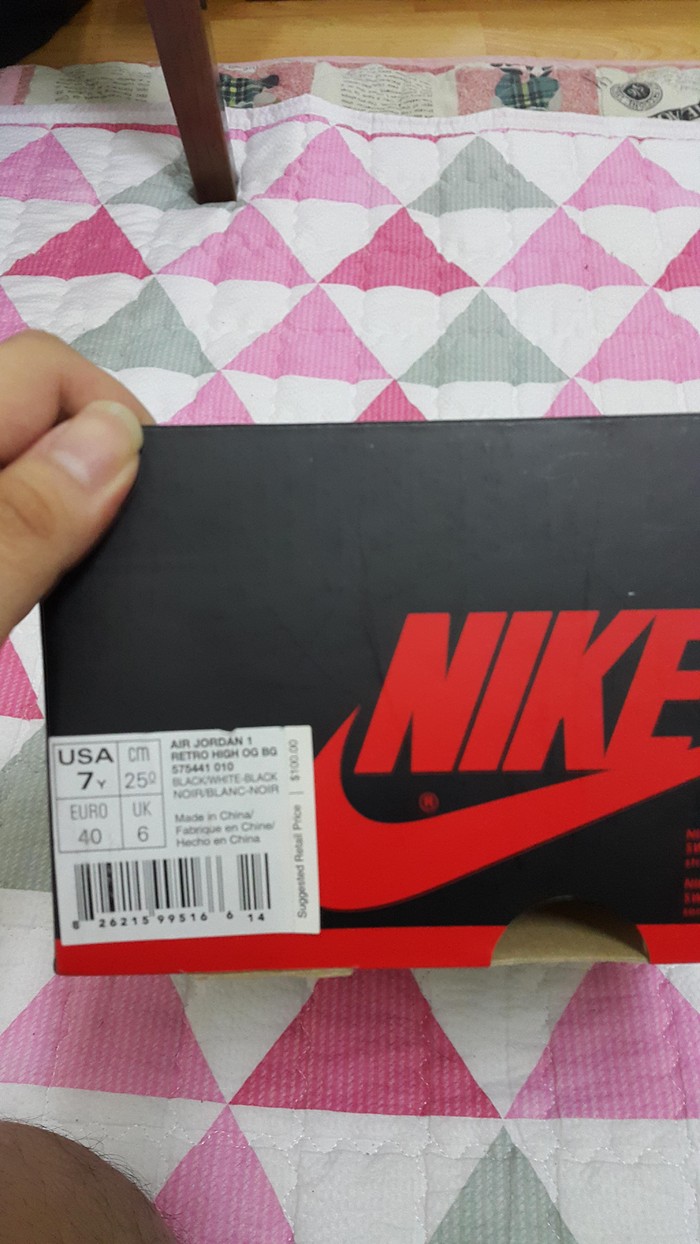 NIKE
®
USA
7Y
cm
25º
EURO
40
UK
6
AIR JORDAN 1
RETRO HIGH OG BG
575441 010
BLACK/WHITE-BLACK
NOIR/BLANC-NOIR
Made in China/
Fabriqué en Chine/
Hecho en China
Suggested Retail Price | $100.00
8 26215 99516 6 14